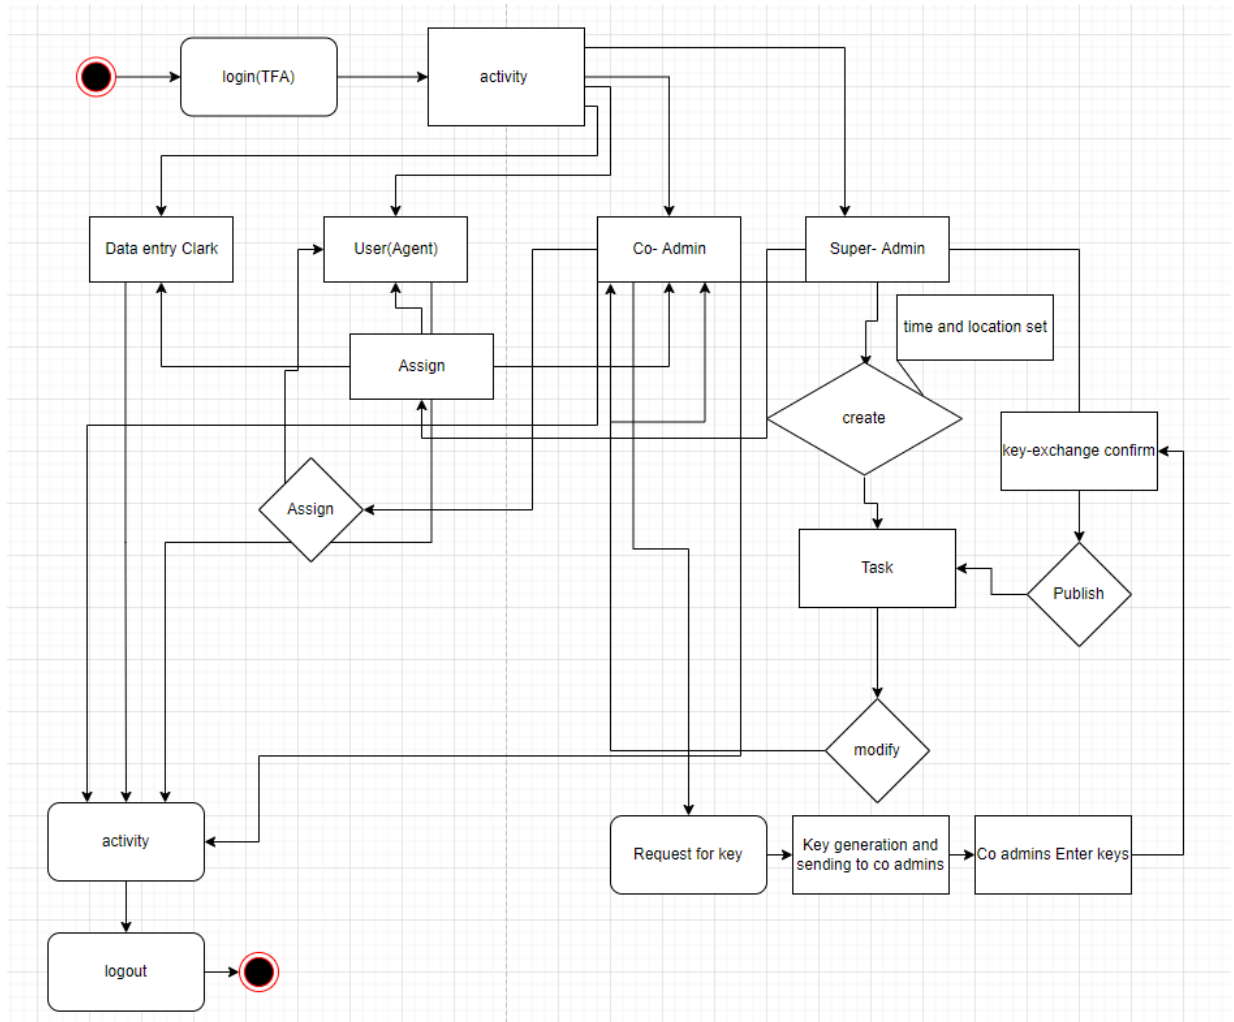 login(TFA)
activity
Data entry Clark
User(Agent)
Co- Admin
Super- Admin
time and location set
Assign
create
key-exchange confirm
Assign
Task
Publish
modify
activity
Request for key
Key generation and
sending to co admins
Co admins Enter keys
logout